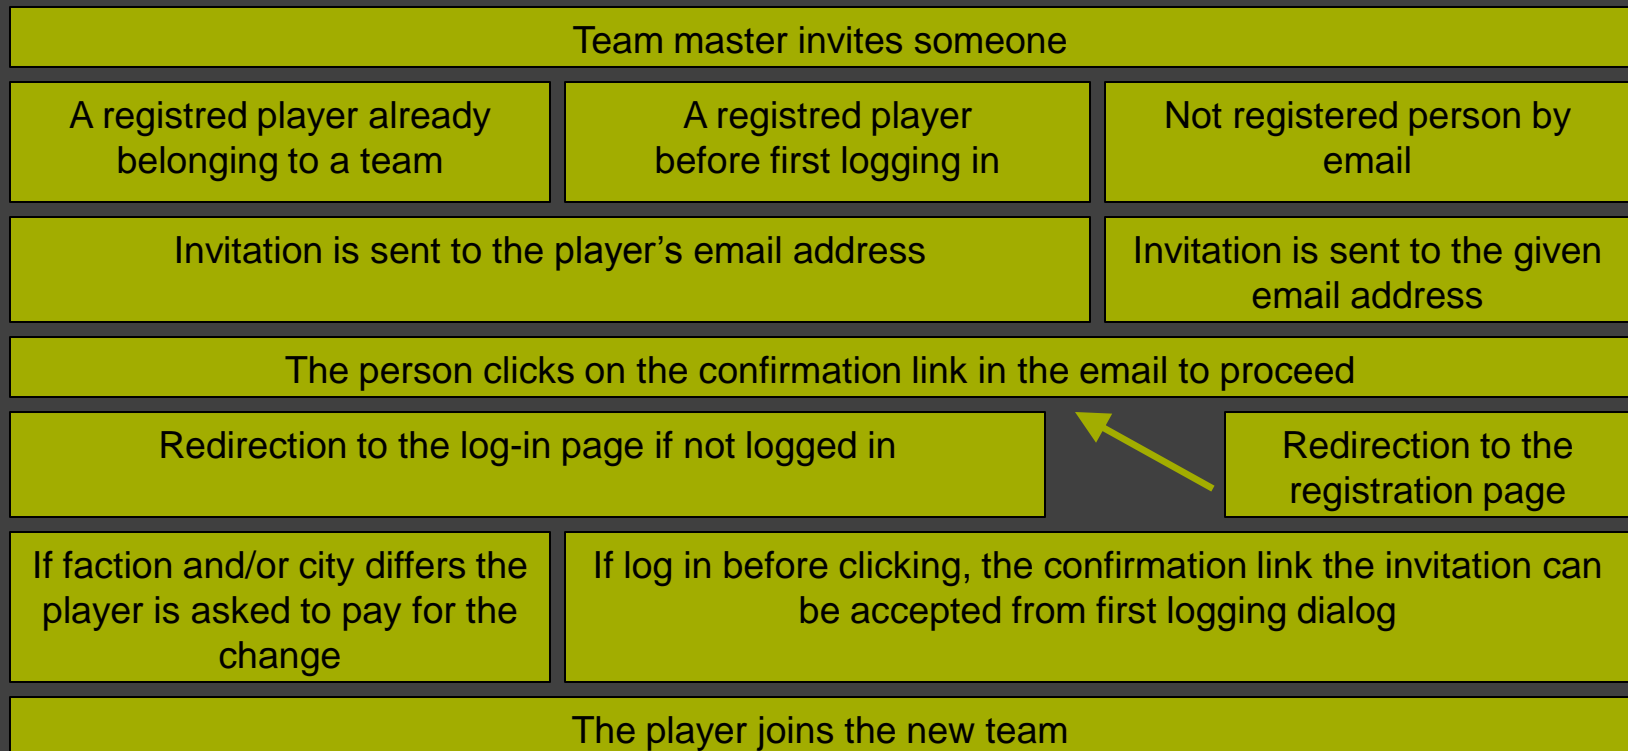 Team master invites someone
A registred player already
belonging to a team
A registred player
before first logging in
Not registered person by
email
Invitation is sent to the player’s email address
Invitation is sent to the given
email address
The person clicks on the confirmation link in the email to proceed
Redirection to the log-in page if not logged in
Redirection to the
registration page
If faction and/or city differs the
player is asked to pay for the
change
If log in before clicking, the confirmation link the invitation can
be accepted from first logging dialog
The player joins the new team